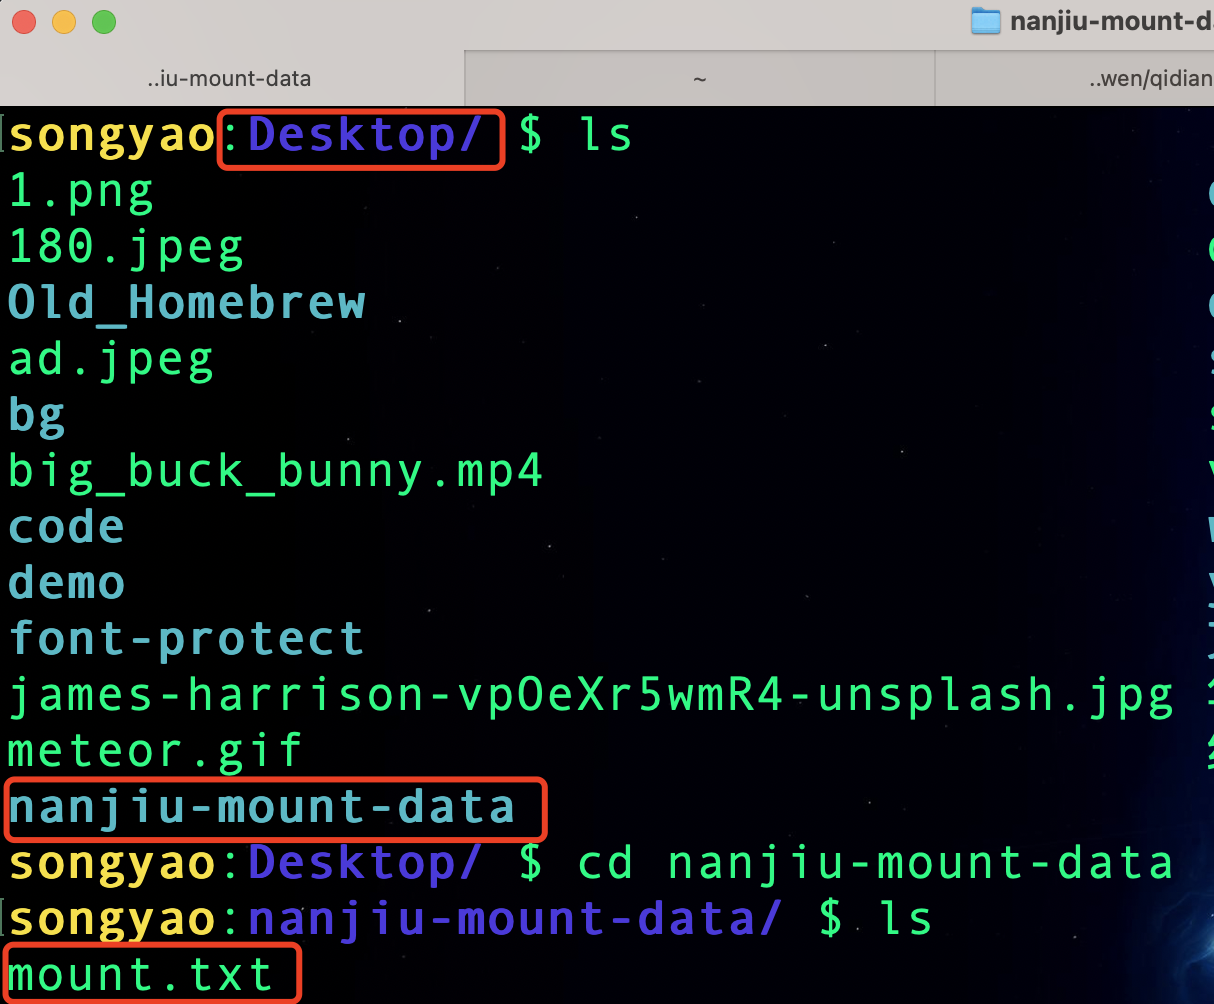 nanjiu-mount-d
..iu-mount-data
~
..wen/qidian
songyao:Desktop/ $ ls
1.png
180.jpeg
Old_Homebrew
ad.jpeg
bg
big_buck_bunny.mp4
code
demo
font-protect
james-harrison-vpOeXr5wmR4-unsplash.jpg
meteor.gif
nanjiu-mount-data
songyao:Desktop/ $ cd nanjiu-mount-data
songyao:nanjiu-mount-data/ $ ls
mount.txt